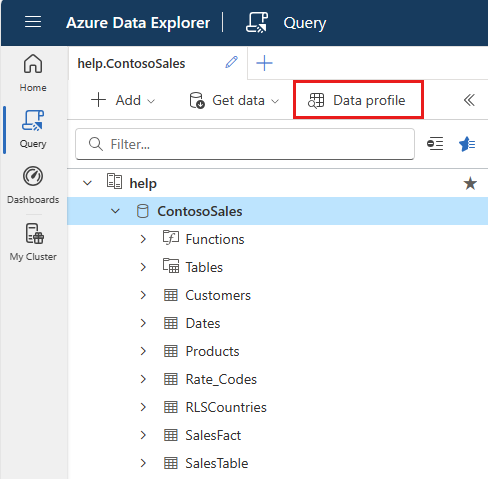 Azure Data Explorer Query
help.ContosoSales
Home
Add Get data Data profile
Query
Filter...
Dashboards
help
My Cluster
ContosoSales
Functions
Tables
Customers
Dates
Products
Rate_Codes
RLSCountries
SalesFact
SalesTable